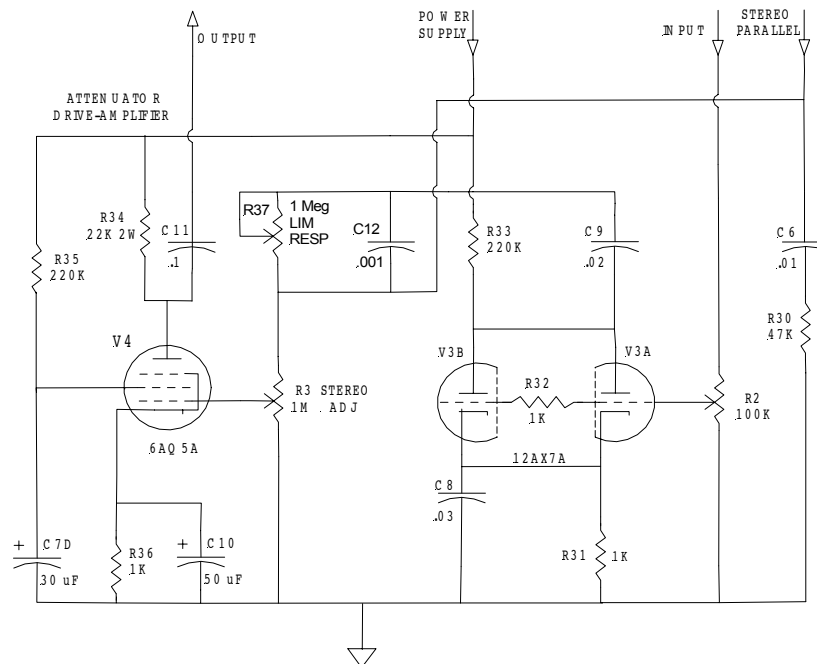 POWER SUPPLY
STEREO PARALLEL
OUTPUT
INPUT
ATTENUATOR
DRIVE-AMPLIFIER
R34
22K 2W
C11
.1
R37
1 Meg
LIM
RESP
C12
.001
R33
220K
C9
.02
C6
.01
R35
220K
R30
47K
V4
V3B
V3A
R3 STEREO
1M . ADJ
R32
1K
R2
100K
6AQ5A
12AX7A
C8
.03
+ C7D
30 uF
R36
1K
+ C10
50 uF
R31 1K